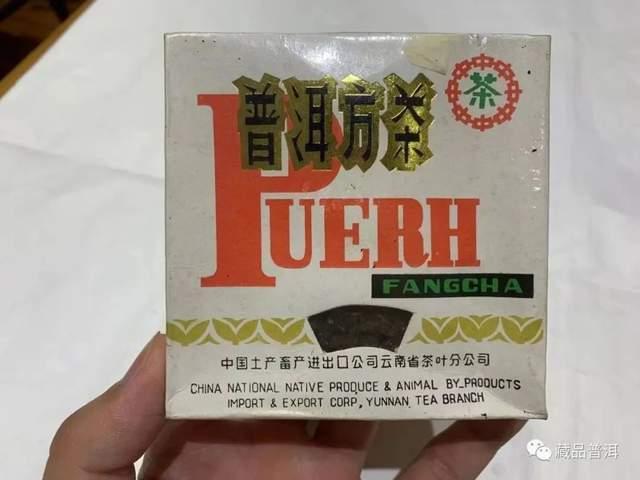 普洱方茶
茶
PUERH
FANGCHA
中国土产畜产进出口公司云南省茶叶分公司
CHINA NATIONAL NATIVE PRODUCE & ANIMAL BY_PRODUCTS
IMPORT & EXPORT CORP, YUNNAN TEA BRANCH
藏品普洱